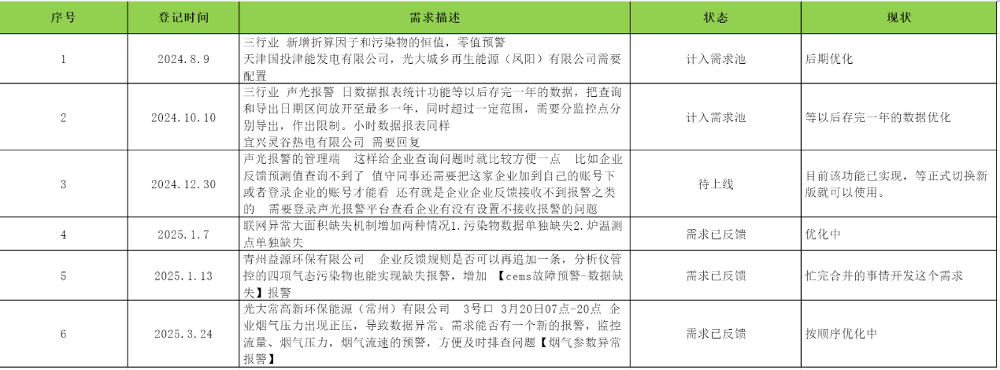 序号 登记时间 需求描述 状态 现状
1 2024.8.9 三行业 新增折算因子和污染物的恒值，零值预警
天津国投津能发电有限公司，光大城乡再生能源（凤阳）有限公司需要
配置 计入需求池 后期优化
2 2024.10.10 三行业 声光报警 日数据报表统计功能等以后存完一年的数据，把查询
和导出日期区间放开至最多一年，同时超过一定范围，需要分监控点分
别导出，作出限制。小时数据报表同样
宜兴灵谷热电有限公司 需要回复 计入需求池 等以后存完一年的数据优化
3 2024.12.30 声光报警的管理端 这样给企业查询问题时就比较方便一点 比如企业
反馈预测值查询不到了 值守同事还需要把这家企业加到自己的账号下
或者登录企业的账号才能看 还有就是企业企业反馈接收不到报警之类
的 需要登录声光报警平台查看企业有没有设置不接收报警的问题 待上线 目前该功能已实现，等正式切换新
版就可以使用。
4 2025.1.7 联网异常大面积缺失机制增加两种情况1.污染物数据单独缺失2.炉温测
点单独缺失 需求已反馈 优化中
5 2025.1.13 青州益源环保有限公司 企业反馈规则是否可以再追加一条，分析仪管
控的四项气态污染物也能实现缺失报警，增加 【cems故障预警-数据缺
失】报警 需求已反馈 忙完合并的事情开发这个需求
6 2025.3.24 光大常高新环保能源（常州）有限公司 3号口 3月20日07点-20点 企
业烟气压力出现正压，导致数据异常。需求能否有一个新的报警，监控
流量、烟气压力，烟气流速的预警，方便及时排查问题【烟气参数异常
报警】 需求已反馈 按顺序优化中